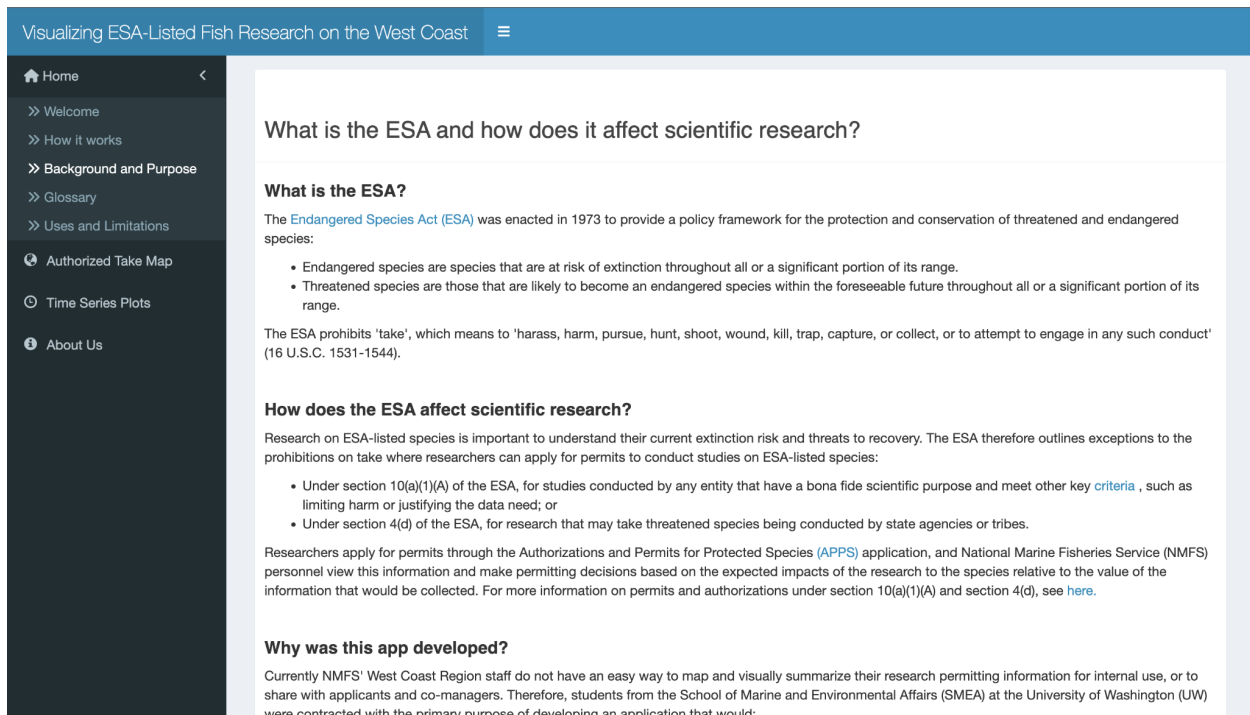 Visualizing ESA-Listed Fish Research on the West Coast
Home
Welcome
How it works
Background and Purpose
Glossary
Uses and Limitations
Authorized Take Map
Time Series Plots
About Us
What is the ESA and how does it affect scientific research?
What is the ESA?
The Endangered Species Act (ESA) was enacted in 1973 to provide a policy framework for the protection and conservation of threatened and endangered
species:
• Endangered species are species that are at risk of extinction throughout all or a significant portion of its range.
• Threatened species are those that are likely to become an endangered species within the foreseeable future throughout all or a significant portion of its
range.
The ESA prohibits 'take', which means to 'harass, harm, pursue, hunt, shoot, wound, kill, trap, capture, or collect, or to attempt to engage in any such conduct'
(16 U.S.C. 1531-1544).
How does the ESA affect scientific research?
Research on ESA-listed species is important to understand their current extinction risk and threats to recovery. The ESA therefore outlines exceptions to the
prohibitions on take where researchers can apply for permits to conduct studies on ESA-listed species:
• Under section 10(a)(1)(A) of the ESA, for studies conducted by any entity that have a bona fide scientific purpose and meet other key criteria , such as
limiting harm or justifying the data need; or
• Under section 4(d) of the ESA, for research that may take threatened species being conducted by state agencies or tribes.
Researchers apply for permits through the Authorizations and Permits for Protected Species (APPS) application, and National Marine Fisheries Service (NMFS)
personnel view this information and make permitting decisions based on the expected impacts of the research to the species relative to the value of the
information that would be collected. For more information on permits and authorizations under section 10(a)(1)(A) and section 4(d), see here.
Why was this app developed?
Currently NMFS' West Coast Region staff do not have an easy way to map and visually summarize their research permitting information for internal use, or to
share with applicants and co-managers. Therefore, students from the School of Marine and Environmental Affairs (SMEA) at the University of Washington (UW)
were contracted with the primary purpose of developing an application that would: